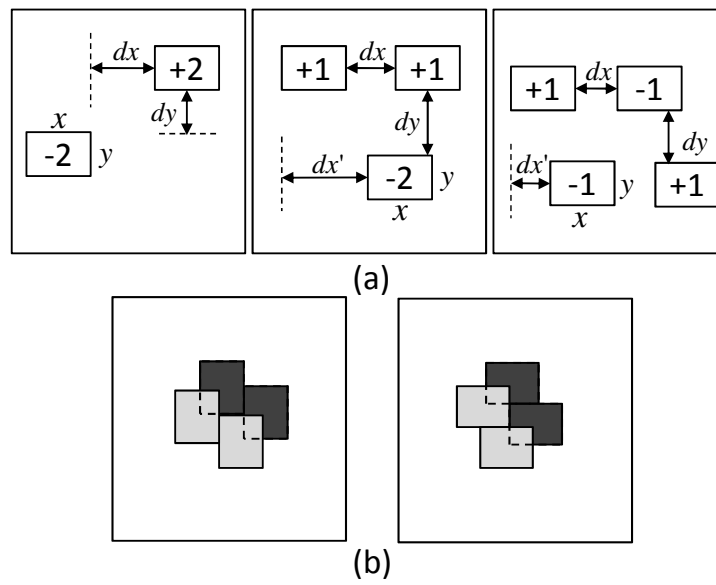 dx +2 dy x -2 y
+1 dx +1 dy dx' -2 y x
+1 dx -1 dy dx' -1 y +1 x
(a)
(b)